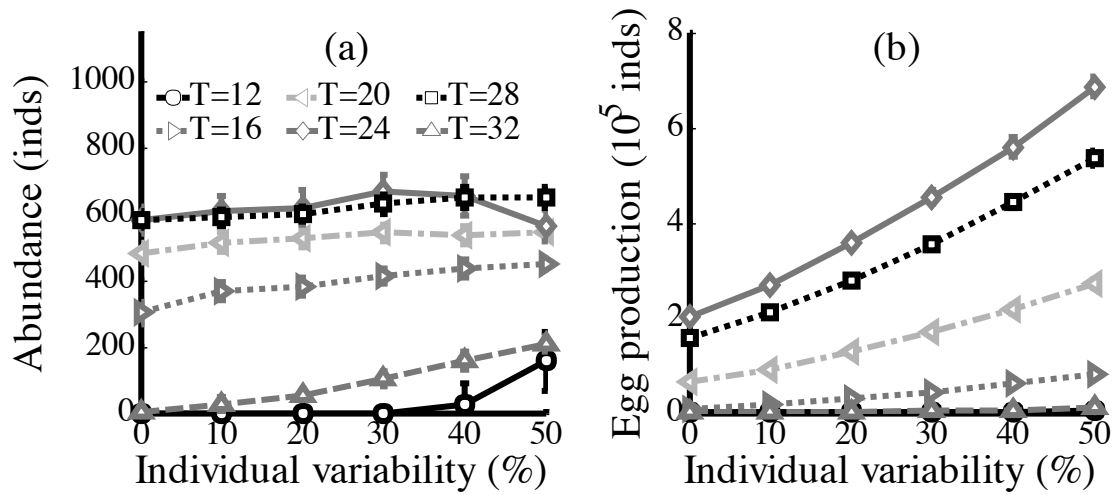 (a)
Abundance (inds)
1000
800
600
400
200
0
T=12 T=20 T=28
T=16 T=24 T=32
0 10 20 30 40 50
Individual variability (%)
(b)
Egg production (10^5 inds)
8
6
4
2
0
0 10 20 30 40 50
Individual variability (%)